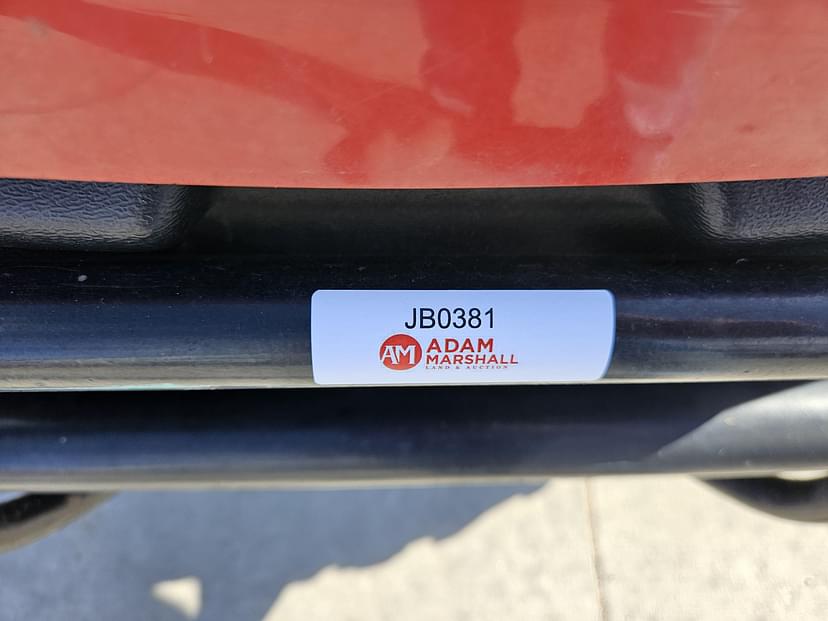 JB0381
AM
ADAM
MARSHALL
LAND & AUCTION